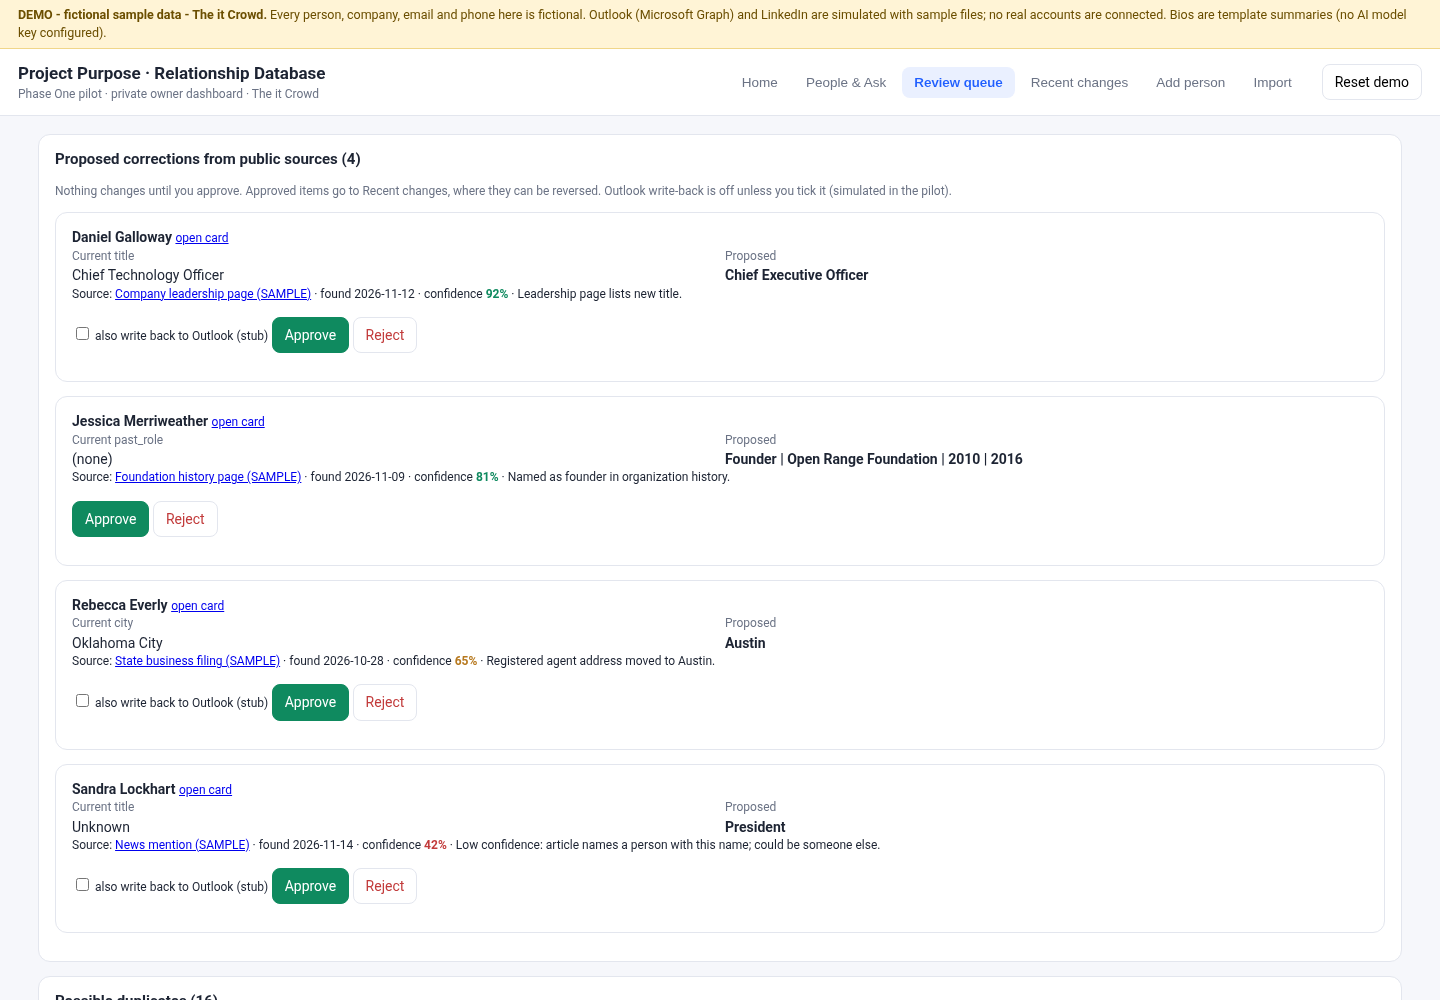 DEMO - fictional sample data - The it Crowd. Every person, company, email and phone here is fictional. Outlook (Microsoft Graph) and LinkedIn are simulated with sample files; no real accounts are connected. Bios are template summaries (no AI model
key configured).
Project Purpose · Relationship Database
Phase One pilot · private owner dashboard · The it Crowd
Home
People & Ask
Review queue
Recent changes
Add person
Import
Reset demo
Proposed corrections from public sources (4)
Nothing changes until you approve. Approved items go to Recent changes, where they can be reversed. Outlook write-back is off unless you tick it (simulated in the pilot).
Daniel Galloway open card
Current title
Proposed
Chief Technology Officer
Chief Executive Officer
Source: Company leadership page (SAMPLE) · found 2026-11-12 · confidence 92% · Leadership page lists new title.
also write back to Outlook (stub)
Approve
Reject
Jessica Merriweather open card
Current past_role
Proposed
(none)
Founder | Open Range Foundation | 2010 | 2016
Source: Foundation history page (SAMPLE) · found 2026-11-09 · confidence 81% · Named as founder in organization history.
Approve
Reject
Rebecca Everly open card
Current city
Proposed
Oklahoma City
Austin
Source: State business filing (SAMPLE) · found 2026-10-28 · confidence 65% · Registered agent address moved to Austin.
also write back to Outlook (stub)
Approve
Reject
Sandra Lockhart open card
Current title
Proposed
Unknown
President
Source: News mention (SAMPLE) · found 2026-11-14 · confidence 42% · Low confidence: article names a person with this name; could be someone else.
also write back to Outlook (stub)
Approve
Reject
Possible duplicates (16)